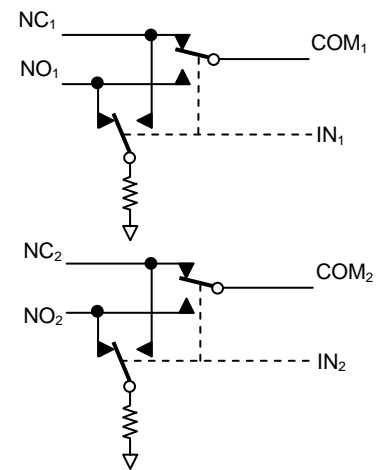 NC₁
COM₁
NO₁
IN₁
NC₂
COM₂
NO₂
IN₂